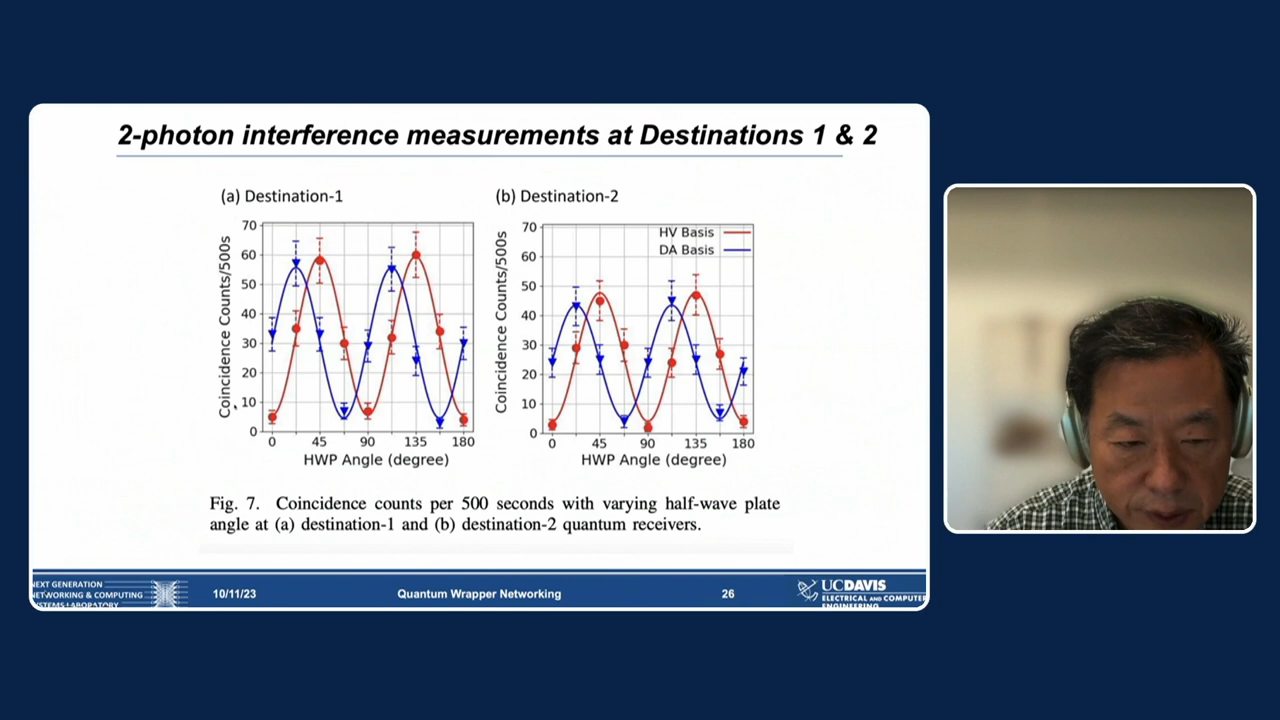 2-photon interference measurements at Destinations 1 & 2
(a) Destination-1
(b) Destination-2
Coincidence Counts/500s
70
60
50
40
30
20
10
0
0
45
90
135
180
HWP Angle (degree)
Coincidence Counts/500s
70
60
50
40
30
20
10
0
0
45
90
135
180
HWP Angle (degree)
HV Basis
DA Basis
Fig. 7. Coincidence counts per 500 seconds with varying half-wave plate
angle at (a) destination-1 and (b) destination-2 quantum receivers.
NEXT GENERATION
NETWORKING & COMPUTING
SYSTEMS LABORATORY
10/11/23
Quantum Wrapper Networking
26
UCDAVIS
ELECTRICAL AND COMPUTER
ENGINEERING